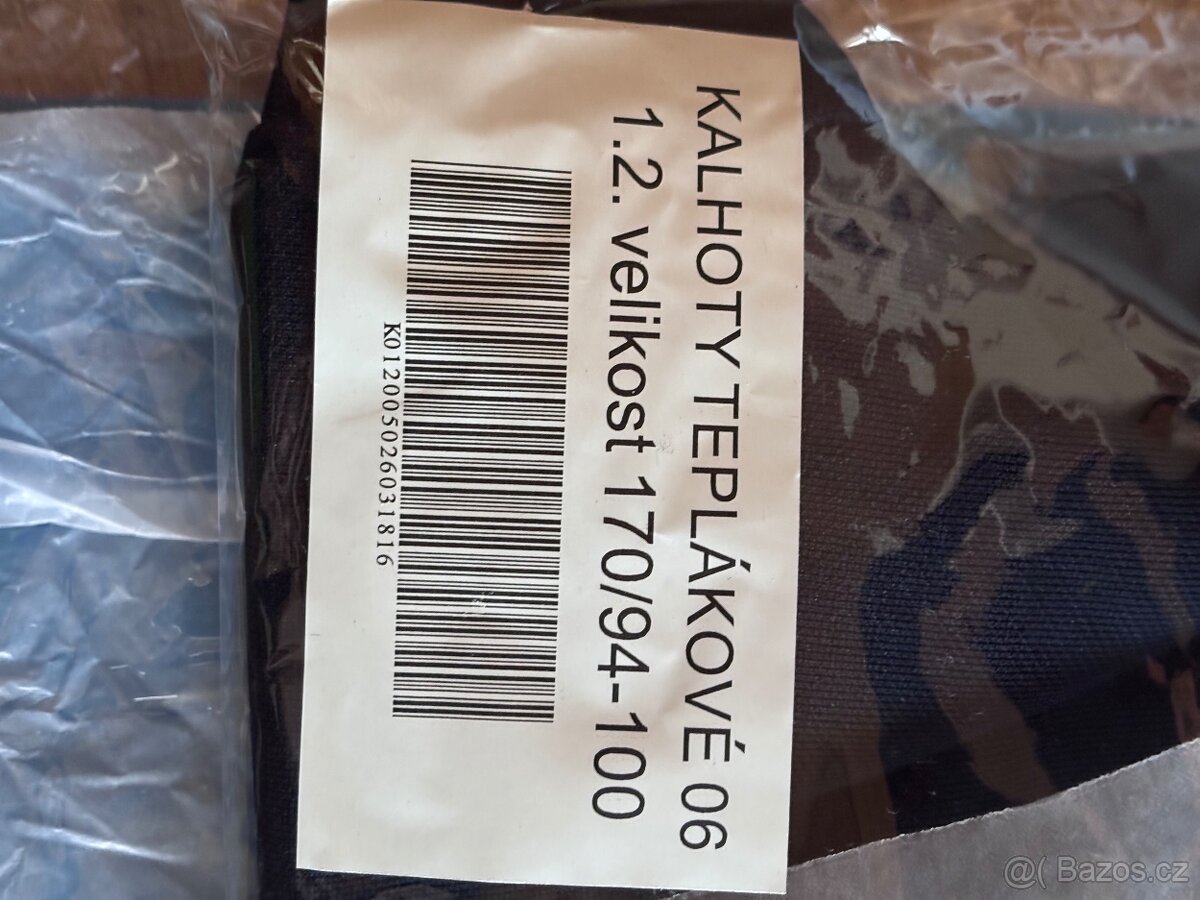 KALHOTY TEPLÁKOVÉ 06
1.2. velikost 170/94-100
K012005026031816
@( Bazos.cz